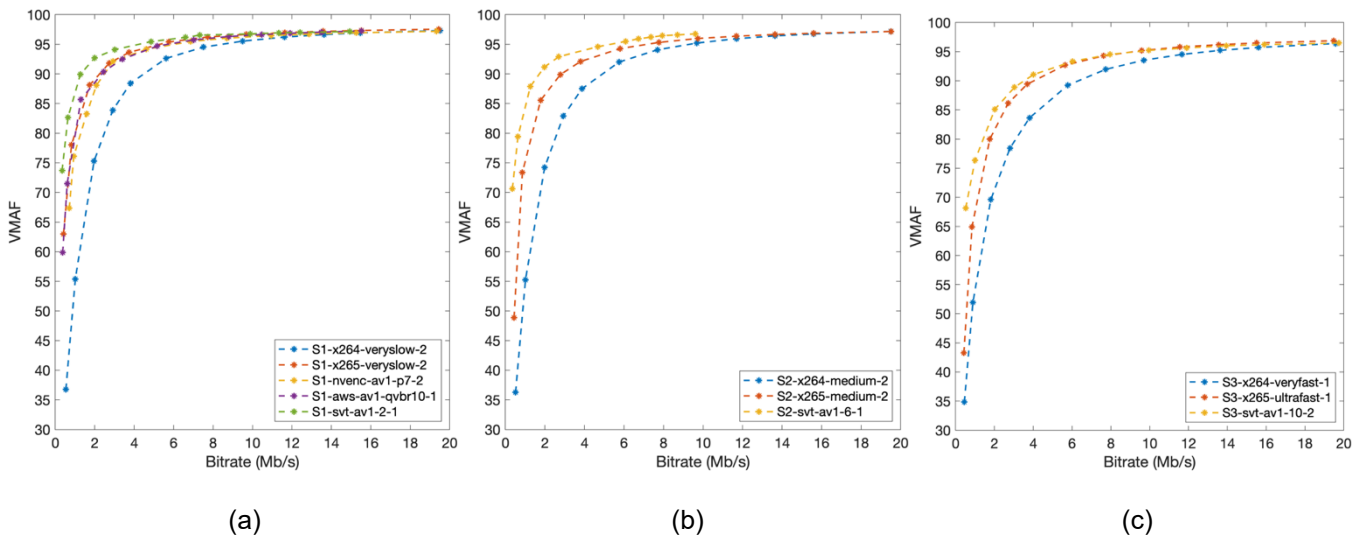 100
95
90
85
80
75
70
65
60
55
50
45
40
35
30
VMAF
0 2 4 6 8 10 12 14 16 18 20
Bitrate (Mb/s)
S1-x264-veryslow-2
S1-x265-veryslow-2
S1-nvenc-av1-p7-2
S1-aws-av1-qvbr10-1
S1-svt-av1-2-1
(a)
100
95
90
85
80
75
70
65
60
55
50
45
40
35
30
VMAF
0 2 4 6 8 10 12 14 16 18 20
Bitrate (Mb/s)
S2-x264-medium-2
S2-x265-medium-2
S2-svt-av1-6-1
(b)
100
95
90
85
80
75
70
65
60
55
50
45
40
35
30
VMAF
0 2 4 6 8 10 12 14 16 18 20
Bitrate (Mb/s)
S3-x264-veryfast-1
S3-x265-ultrafast-1
S3-svt-av1-10-2
(c)